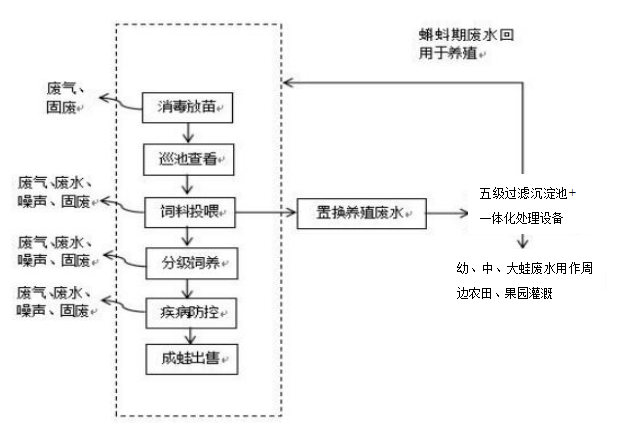 蝌蚪期废水回
用于养殖
废气、
固废
消毒放苗
巡池查看
废气、废水、
噪声、固废
饲料投喂
置换养殖废水
五级过滤沉淀池+
一体化处理设备
废气、废水、
噪声、固废
分级饲养
幼、中、大蛙废水用作周
边农田、果园灌溉
废气、废水、
噪声、固废
疾病防控
成蛙出售